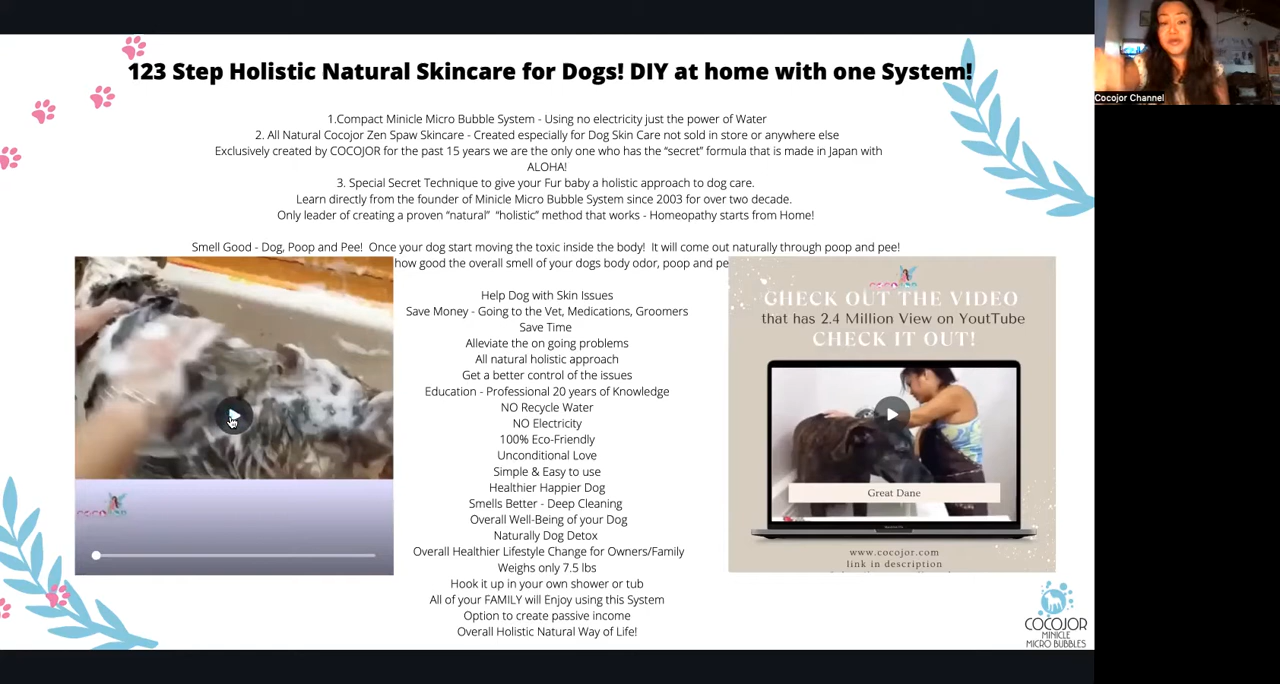 Cocojor Channel
123 Step Holistic Natural Skincare for Dogs! DIY at home with one System!
1.Compact Minicle Micro Bubble System - Using no electricity just the power of Water
2. All Natural Cocojor Zen Spaw Skincare - Created especially for Dog Skin Care not sold in store or anywhere else
Exclusively created by COCOJOR for the past 15 years we are the only one who has the “secret” formula that is made in Japan with
ALOHA!
3. Special Secret Technique to give your Fur baby a holistic approach to dog care.
Learn directly from the founder of Minicle Micro Bubble System since 2003 for over two decade.
Only leader of creating a proven “natural” “holistic” method that works - Homeopathy starts from Home!
Smell Good - Dog, Poop and Pee! Once your dog start moving the toxic inside the body! It will come out naturally through poop and pee!
how good the overall smell of your dogs body odor, poop and pe
Help Dog with Skin Issues
Save Money - Going to the Vet, Medications, Groomers
Save Time
Alleviate the on going problems
All natural holistic approach
Get a better control of the issues
Education - Professional 20 years of Knowledge
NO Recycle Water
NO Electricity
100% Eco-Friendly
Unconditional Love
Simple & Easy to use
Healthier Happier Dog
Smells Better - Deep Cleaning
Overall Well-Being of your Dog
Naturally Dog Detox
Overall Healthier Lifestyle Change for Owners/Family
Weighs only 7.5 lbs
Hook it up in your own shower or tub
All of your FAMILY will Enjoy using this System
Option to create passive income
Overall Holistic Natural Way of Life!
COCOJOR
CHECK OUT THE VIDEO
that has 2.4 Million View on YouTube
CHECK IT OUT!
Great Dane
www.cocojor.com
link in description
COCOJOR
MINICLE
MICRO BUBBLES